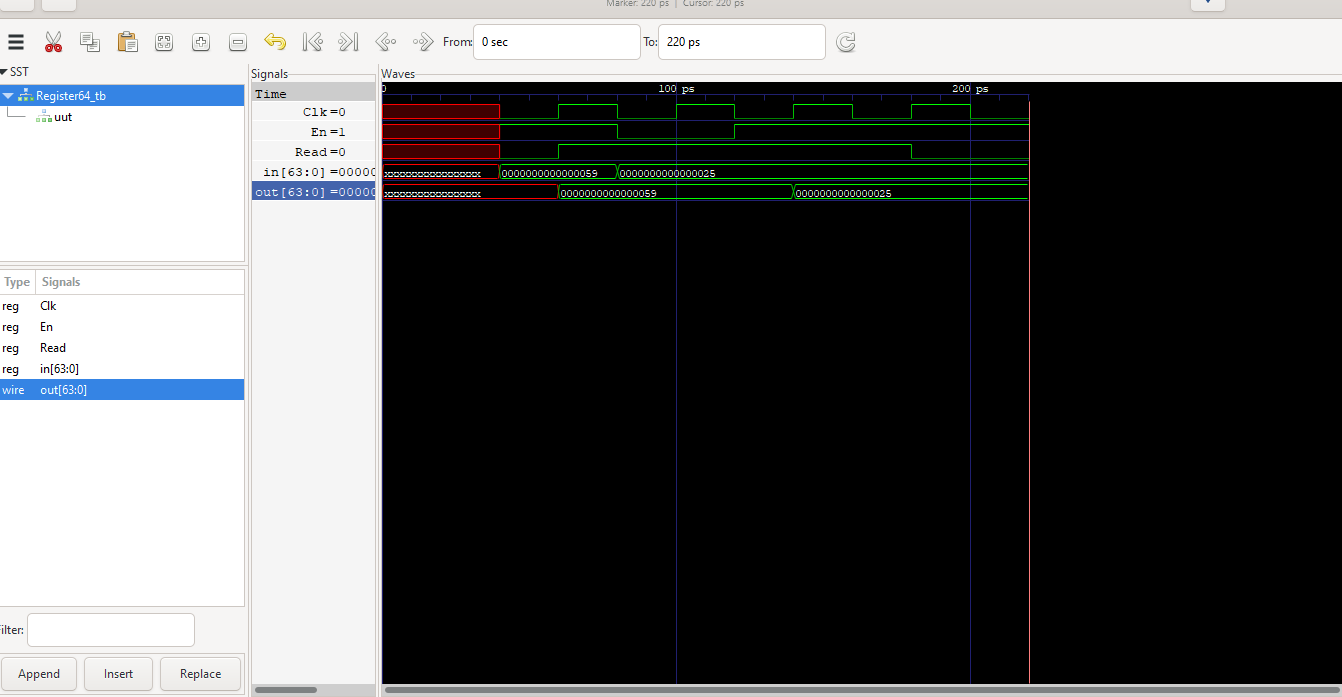 Marker: 220 ps | Cursor: 220 ps
From: 0 sec To: 220 ps
SST
Register64_tb
uut
Type Signals
reg Clk
reg En
reg Read
reg in[63:0]
wire out[63:0]
Filter:
Append Insert Replace
Signals
Time
Clk=0
En=1
Read=0
in[63:0]=00000
out[63:0]=00000
Waves
0 100 ps 200 ps
xxxxxxxxxxxxxxxx 0000000000000059 0000000000000025
xxxxxxxxxxxxxxxx 0000000000000059 0000000000000025